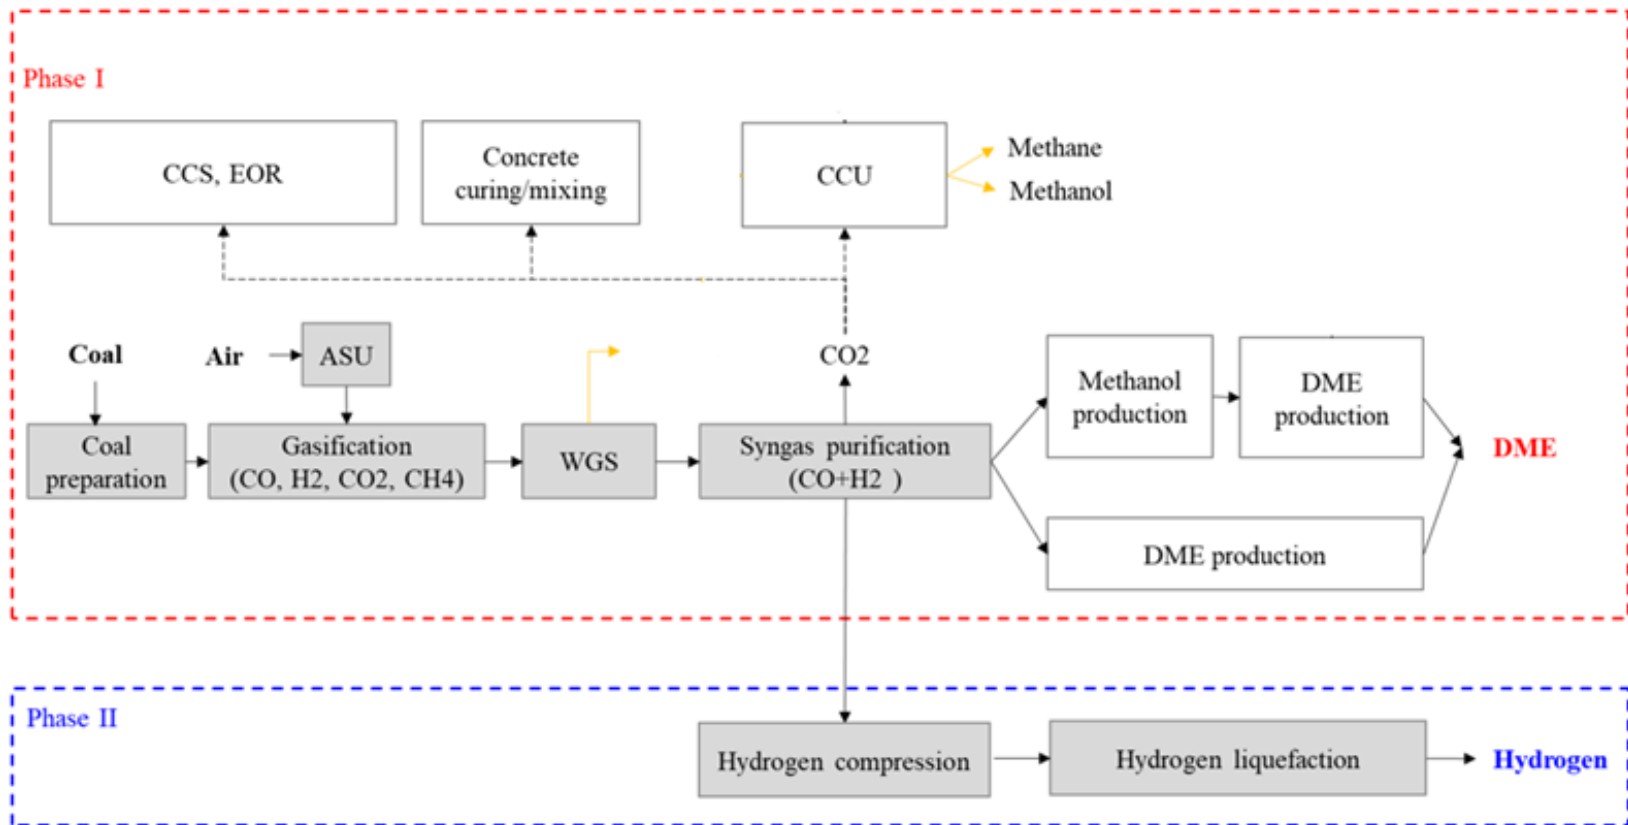 Phase I
CCS, EOR
Concrete
curing/mixing
CCU
Methane
Methanol
Coal
Air
ASU
CO2
Coal
preparation
Gasification
(CO, H2, CO2, CH4)
WGS
Syngas purification
(CO+H2 )
Methanol
production
DME
production
DME
DME production
Phase II
Hydrogen compression
Hydrogen liquefaction
Hydrogen